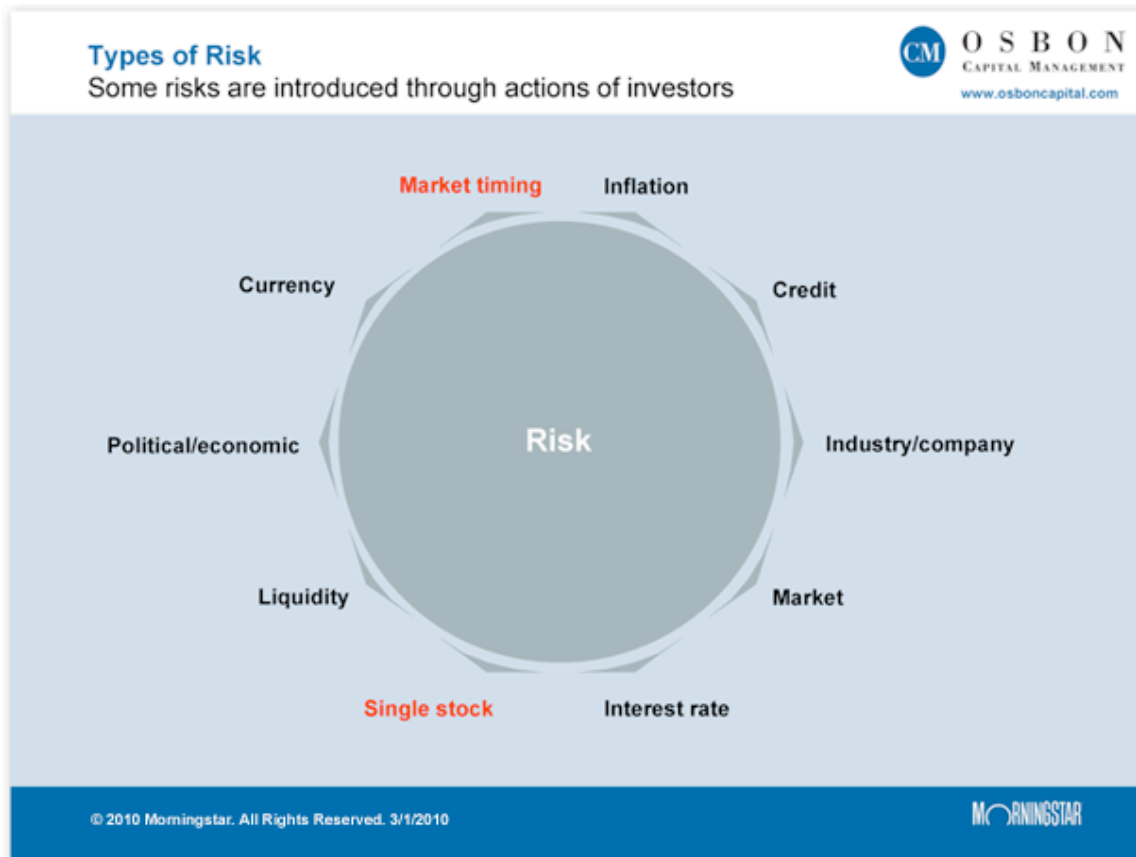 Types of Risk
Some risks are introduced through actions of investors
CM
OSBON
CAPITAL MANAGEMENT
www.osboncapital.com
Market timing
Inflation
Currency
Credit
Political/economic
Risk
Industry/company
Liquidity
Market
Single stock
Interest rate
© 2010 Morningstar. All Rights Reserved. 3/1/2010
MORNINGSTAR